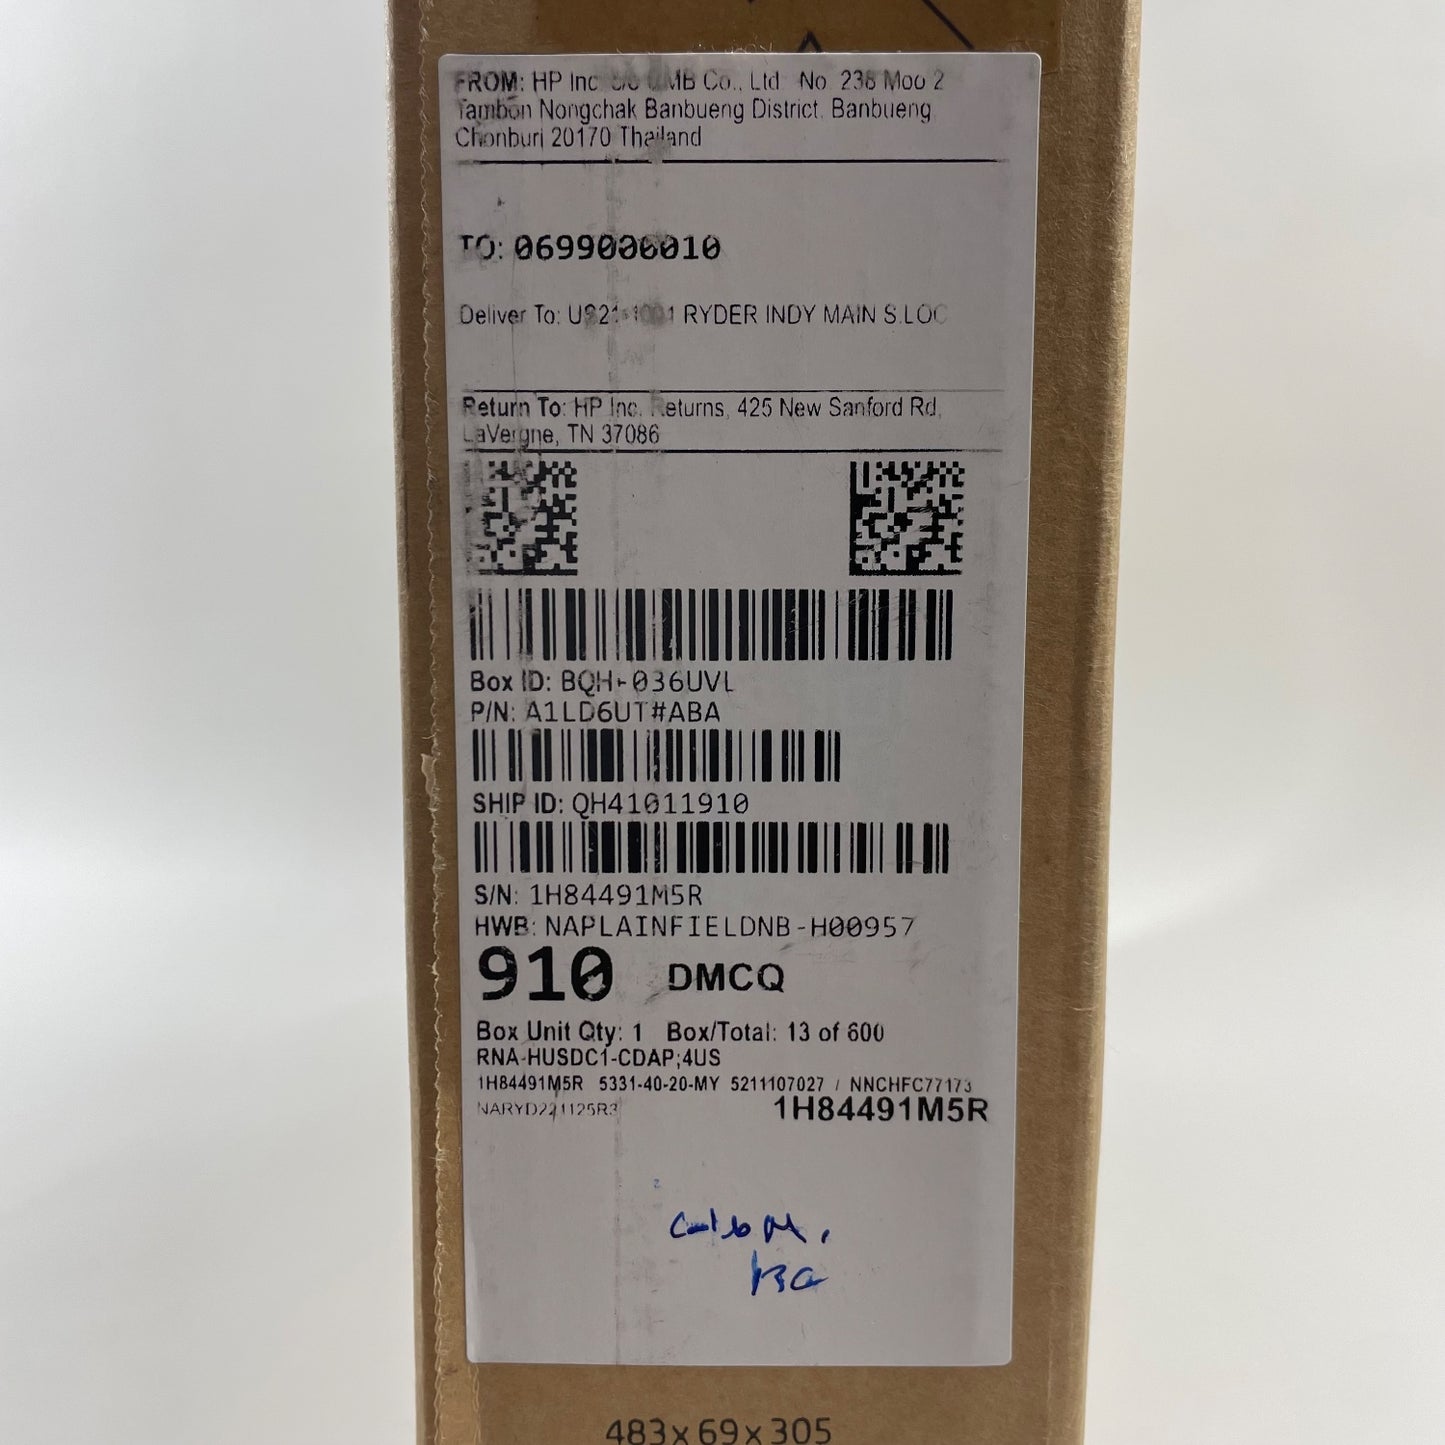 FROM: HP Inc. Co., Ltd. No. 238 Moo 2
Tambon Nongchak Banbueng District, Banbueng
Chonburi 20170 Thailand
TO: 0699000010
Deliver To: RYDER INDY MAIN S.LOC
Return To: HP Inc. Returns, 425 New Sanford Rd,
LaVergne, TN 37086
Box ID: BQH-036UVL
P/N: A1LD6UT#ABA
SHIP ID: QH41011910
S/N: 1H84491M5R
HWB: NAPLAINFIELDNB-H00957
910 DMCQ
Box Unit Qty: 1 Box/Total: 13 of 600
RNA-HUSDC1-CDAP;4US
1H84491M5R 5331-40-20-MY 5211107027 / NNCHFC77173
NARYD221125R3 1H84491M5R
483x69x305